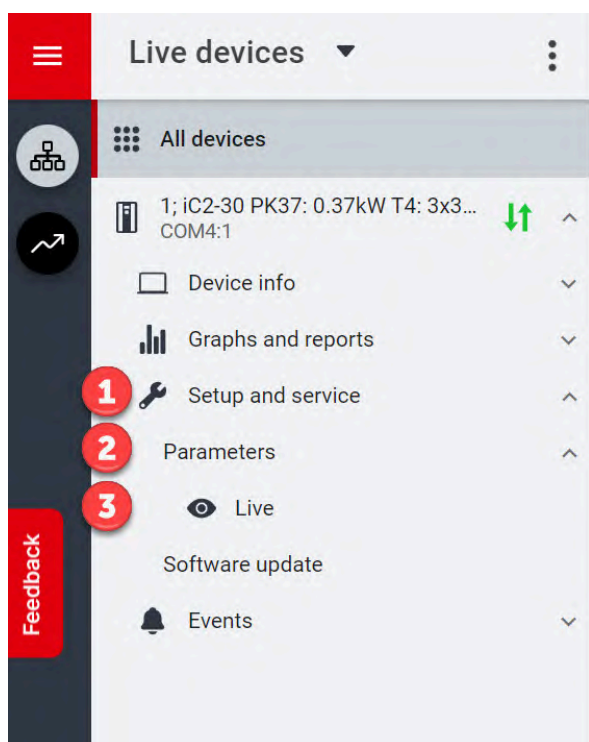 Live devices
All devices
1; iC2-30 PK37: 0.37kW T4: 3x3...
COM4:1
Device info
Graphs and reports
1
Setup and service
2
Parameters
3
Live
Software update
Events
Feedback